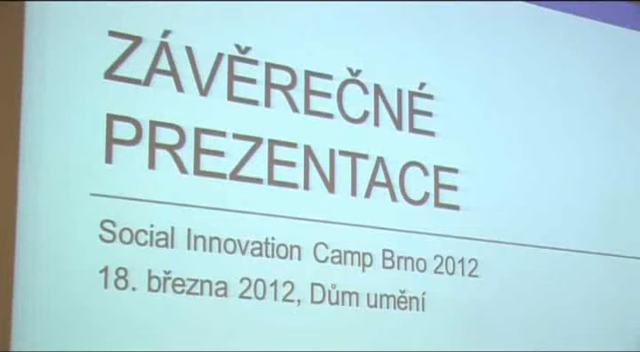 ZÁVĚREČNÉ
PREZENTACE
Social Innovation Camp Brno 2012
18. března 2012, Dům umění